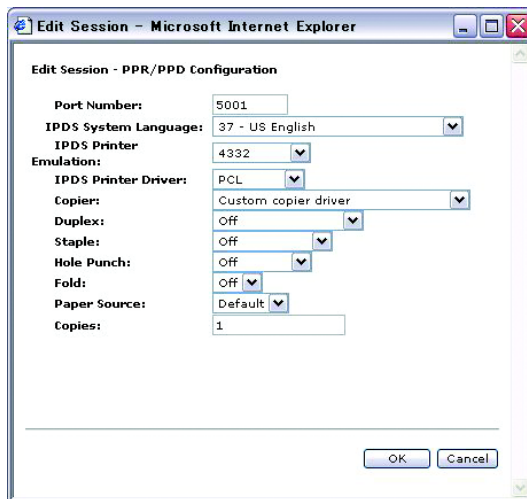 Edit Session - Microsoft Internet Explorer
Edit Session - PPR/PPD Configuration
Port Number: 5001
IPDS System Language: 37 - US English
IPDS Printer Emulation: 4332
IPDS Printer Driver: PCL
Copier: Custom copier driver
Duplex: Off
Staple: Off
Hole Punch: Off
Fold: Off
Paper Source: Default
Copies: 1
OK Cancel